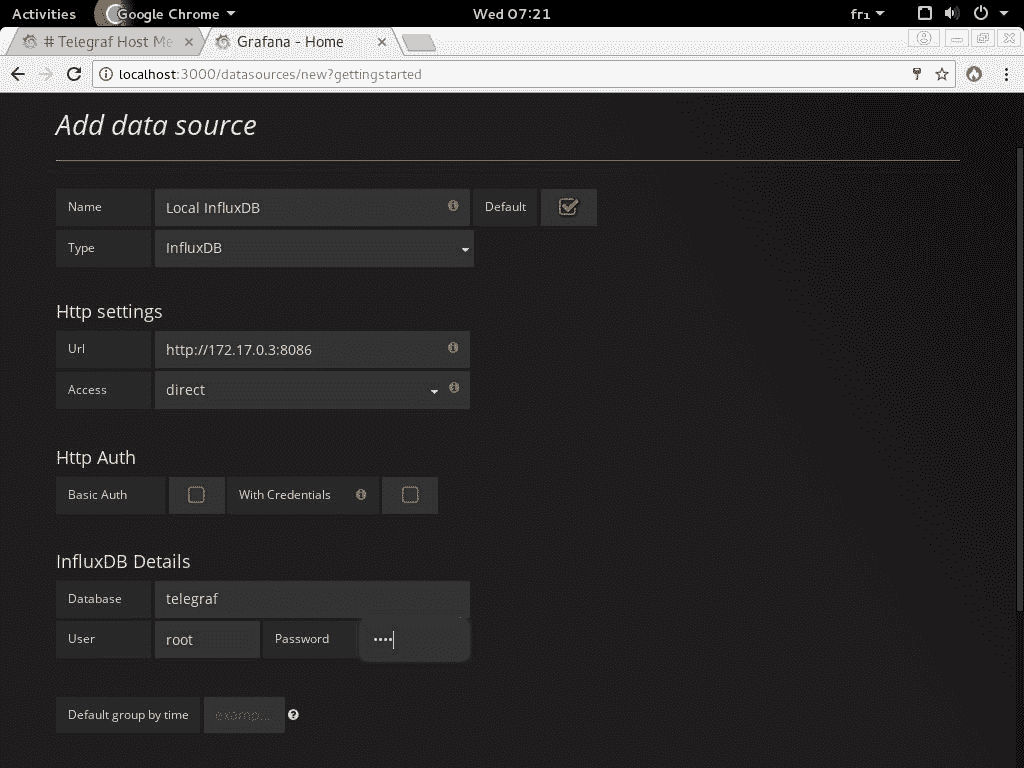 Activities Google Chrome Wed 07:21 fr1
# Telegraf Host Me Grafana - Home
localhost:3000/datasources/new?gettingstarted
Add data source
Name Local InfluxDB Default
Type InfluxDB
Http settings
Url http://172.17.0.3:8086
Access direct
Http Auth
Basic Auth With Credentials
InfluxDB Details
Database telegraf
User root Password ••••
Default group by time examp...